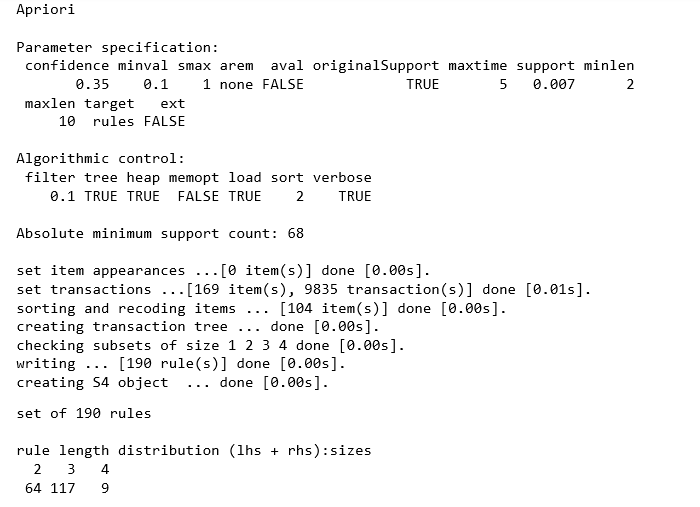 Apriori
Parameter specification:
confidence minval smax arem aval originalSupport maxtime support minlen
0.35 0.1 1 none FALSE TRUE 5 0.007 2
maxlen target ext
10 rules FALSE
Algorithmic control:
filter tree heap memopt load sort verbose
0.1 TRUE TRUE FALSE TRUE 2 TRUE
Absolute minimum support count: 68
set item appearances ...[0 item(s)] done [0.00s].
set transactions ...[169 item(s), 9835 transaction(s)] done [0.01s].
sorting and recoding items ... [104 item(s)] done [0.00s].
creating transaction tree ... done [0.00s].
checking subsets of size 1 2 3 4 done [0.00s].
writing ... [190 rule(s)] done [0.00s].
creating S4 object ... done [0.00s].
set of 190 rules
rule length distribution (lhs + rhs):sizes
2 3 4
64 117 9